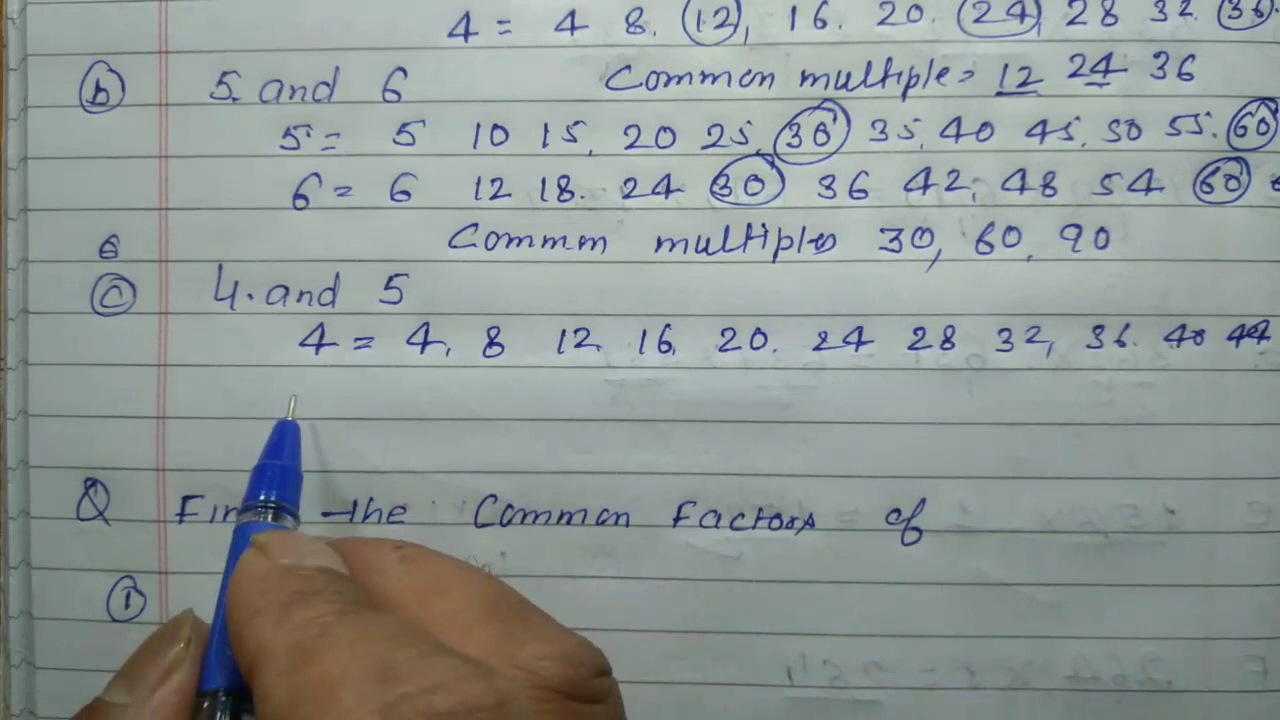 4 = 4 8. 12, 16. 20. 24, 28 32. 36.
b 5. and 6 Common multiple = 12 24 36
5 = 5 10 15, 20 25, 30 35, 40 45, 50 55. 60
6 = 6 12 18. 24 30 36 42, 48 54 60
Common multiples 30, 60, 90
c 4. and 5
4 = 4, 8 12 16, 20. 24 28 32, 36. 40 44
Q the Common Factors of
1